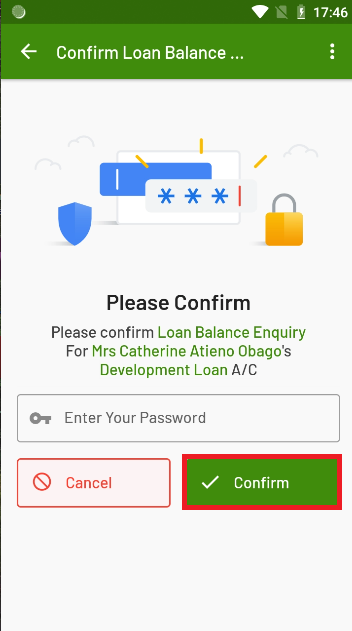 17:46
Confirm Loan Balance ...
***
Please Confirm
Please confirm Loan Balance Enquiry
For Mrs Catherine Atieno Obago's
Development Loan A/C
Enter Your Password
Cancel
Confirm